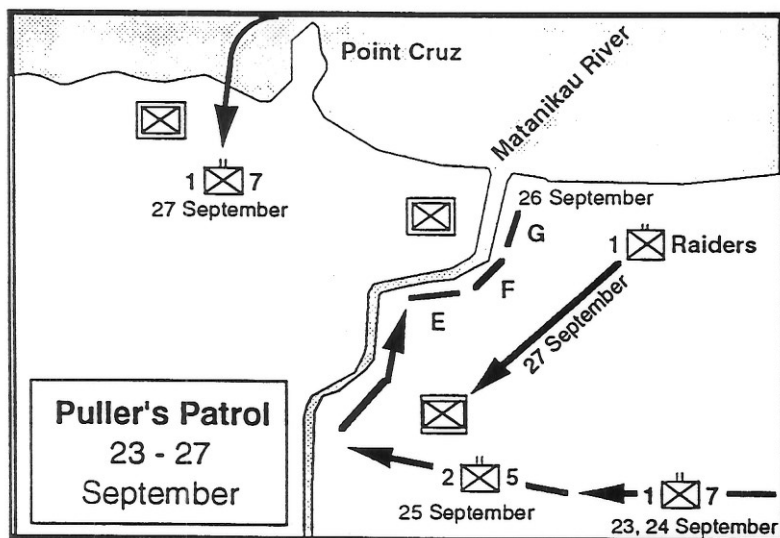 Point Cruz
Matanikau River
1 7
27 September
26 September
G
F
E
1 Raiders
27 September
Puller's Patrol
23 - 27
September
2 5
25 September
1 7
23, 24 September